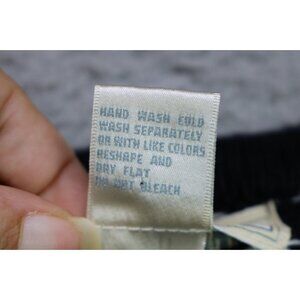 HAND WASH COLD
WASH SEPARATELY
OR WITH LIKE COLORS
RESHAPE AND
DRY FLAT
DO NOT BLEACH